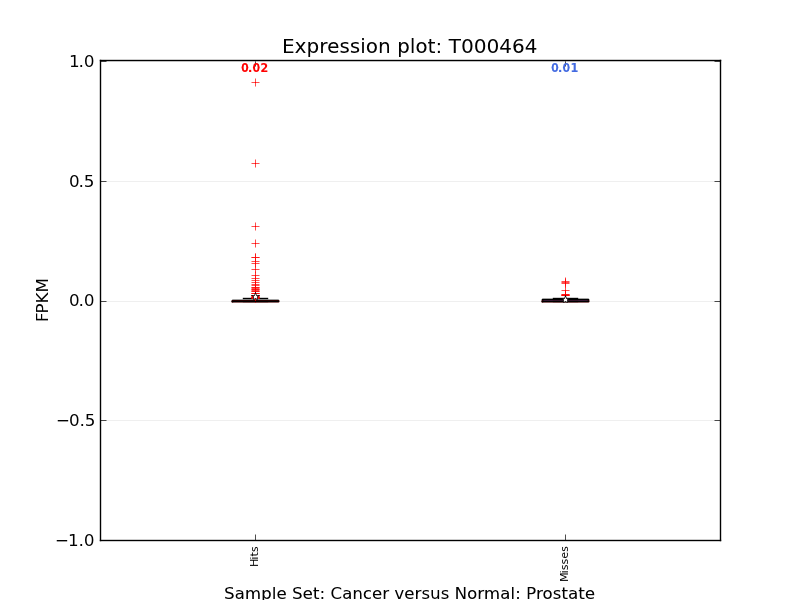 Expression plot: T000464
1.0
0.02
0.01
0.5
0.0
−0.5
−1.0
FPKM
Hits
Misses
Sample Set: Cancer versus Normal: Prostate